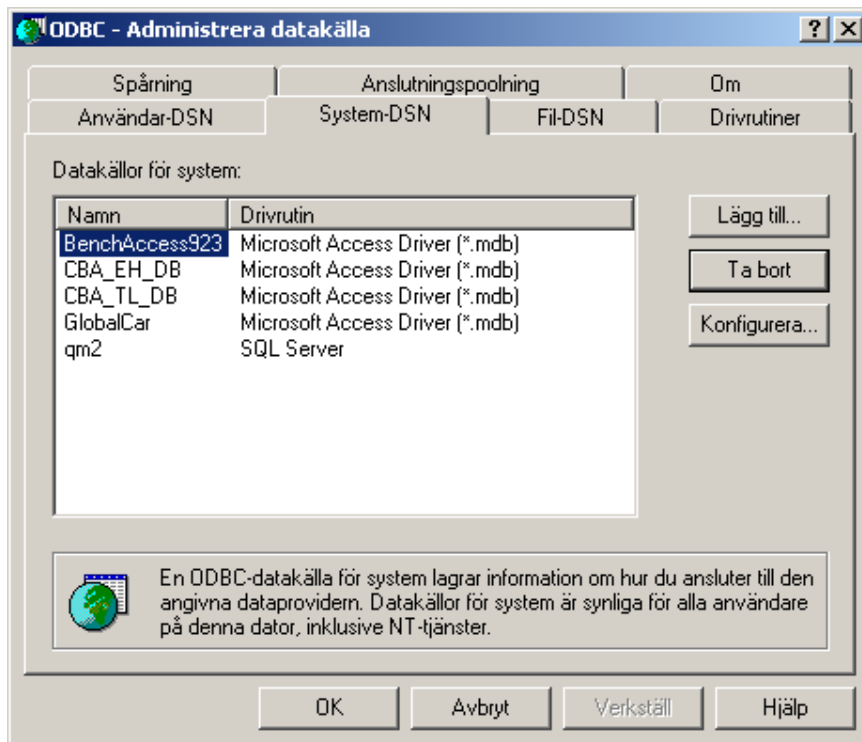 ODBC - Administrera datakälla
Spårning Anslutningspoolning Om
Användar-DSN System-DSN Fil-DSN Drivrutiner
Datakällor för system:
Namn Drivrutin
BenchAccess923 Microsoft Access Driver (*.mdb)
CBA_EH_DB Microsoft Access Driver (*.mdb)
CBA_TL_DB Microsoft Access Driver (*.mdb)
GlobalCar Microsoft Access Driver (*.mdb)
qm2 SQL Server
Lägg till...
Ta bort
Konfigurera...
En ODBC-datakälla för system lagrar information om hur du ansluter till den
angivna dataprovidern. Datakällor för system är synliga för alla användare
på denna dator, inklusive NT-tjänster.
OK Avbryt Verkställ Hjälp